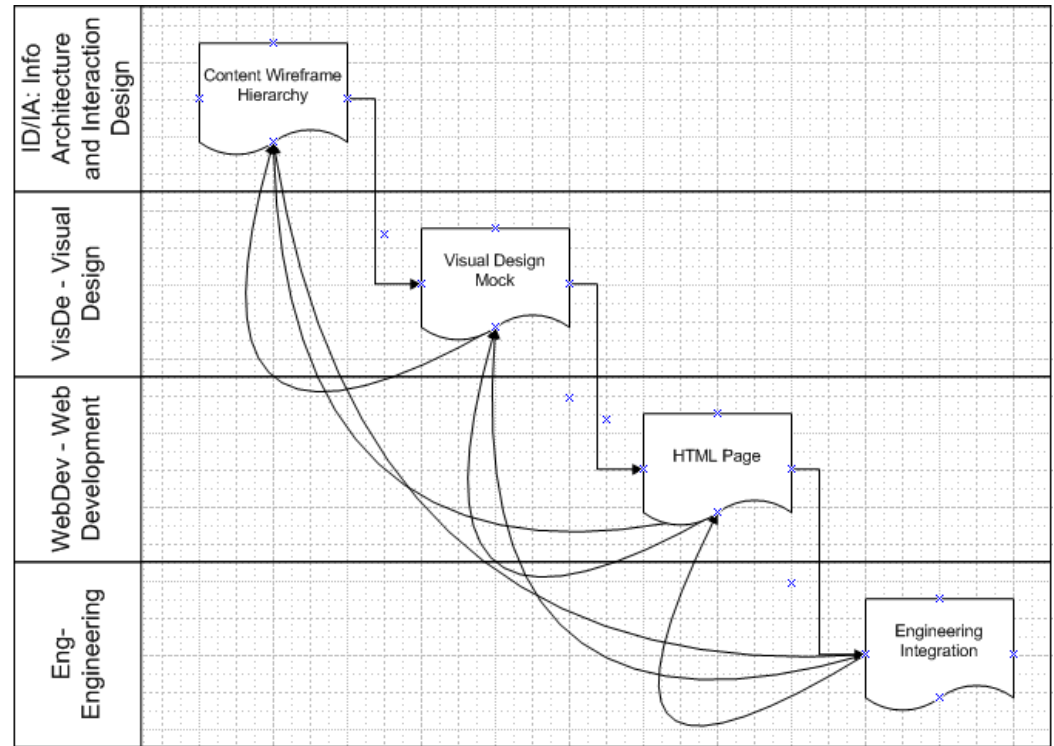 ID/IA: Info
Architecture
and Interaction
Design
Content Wireframe
Hierarchy
VisDe - Visual
Design
Visual Design
Mock
WebDev - Web
Development
HTML Page
Eng-
Engineering
Engineering
Integration